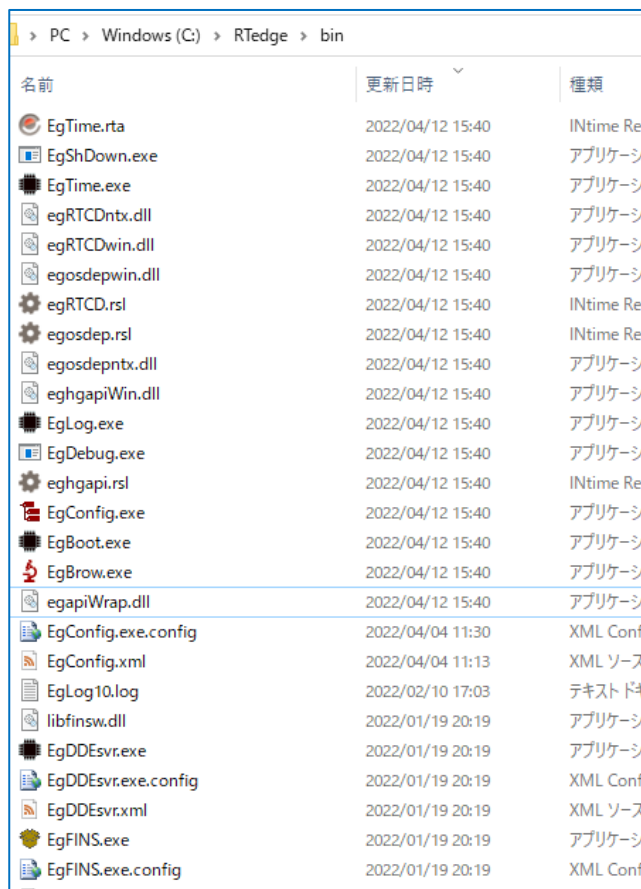 PC > Windows (C:) > RTedge > bin
名前 更新日時 種類
EgTime.rta 2022/04/12 15:40 INtime Re
EgShDown.exe 2022/04/12 15:40 アプリケーシ
EgTime.exe 2022/04/12 15:40 アプリケーシ
egRTCDntx.dll 2022/04/12 15:40 アプリケーシ
egRTCDwin.dll 2022/04/12 15:40 アプリケーシ
egosdepwin.dll 2022/04/12 15:40 アプリケーシ
egRTCD.rsl 2022/04/12 15:40 INtime Re
egosdep.rsl 2022/04/12 15:40 INtime Re
egosdepntx.dll 2022/04/12 15:40 アプリケーシ
eghgapiWin.dll 2022/04/12 15:40 アプリケーシ
EgLog.exe 2022/04/12 15:40 アプリケーシ
EgDebug.exe 2022/04/12 15:40 アプリケーシ
eghgapi.rsl 2022/04/12 15:40 INtime Re
EgConfig.exe 2022/04/12 15:40 アプリケーシ
EgBoot.exe 2022/04/12 15:40 アプリケーシ
EgBrow.exe 2022/04/12 15:40 アプリケーシ
egapiWrap.dll 2022/04/12 15:40 アプリケーシ
EgConfig.exe.config 2022/04/04 11:30 XML Conf
EgConfig.xml 2022/04/04 11:13 XML ソース
EgLog10.log 2022/02/10 17:03 テキスト ドキ
libfinsw.dll 2022/01/19 20:19 アプリケーシ
EgDDEsvr.exe 2022/01/19 20:19 アプリケーシ
EgDDEsvr.exe.config 2022/01/19 20:19 XML Conf
EgDDEsvr.xml 2022/01/19 20:19 XML ソース
EgFINS.exe 2022/01/19 20:19 アプリケーシ
EgFINS.exe.config 2022/01/19 20:19 XML Conf